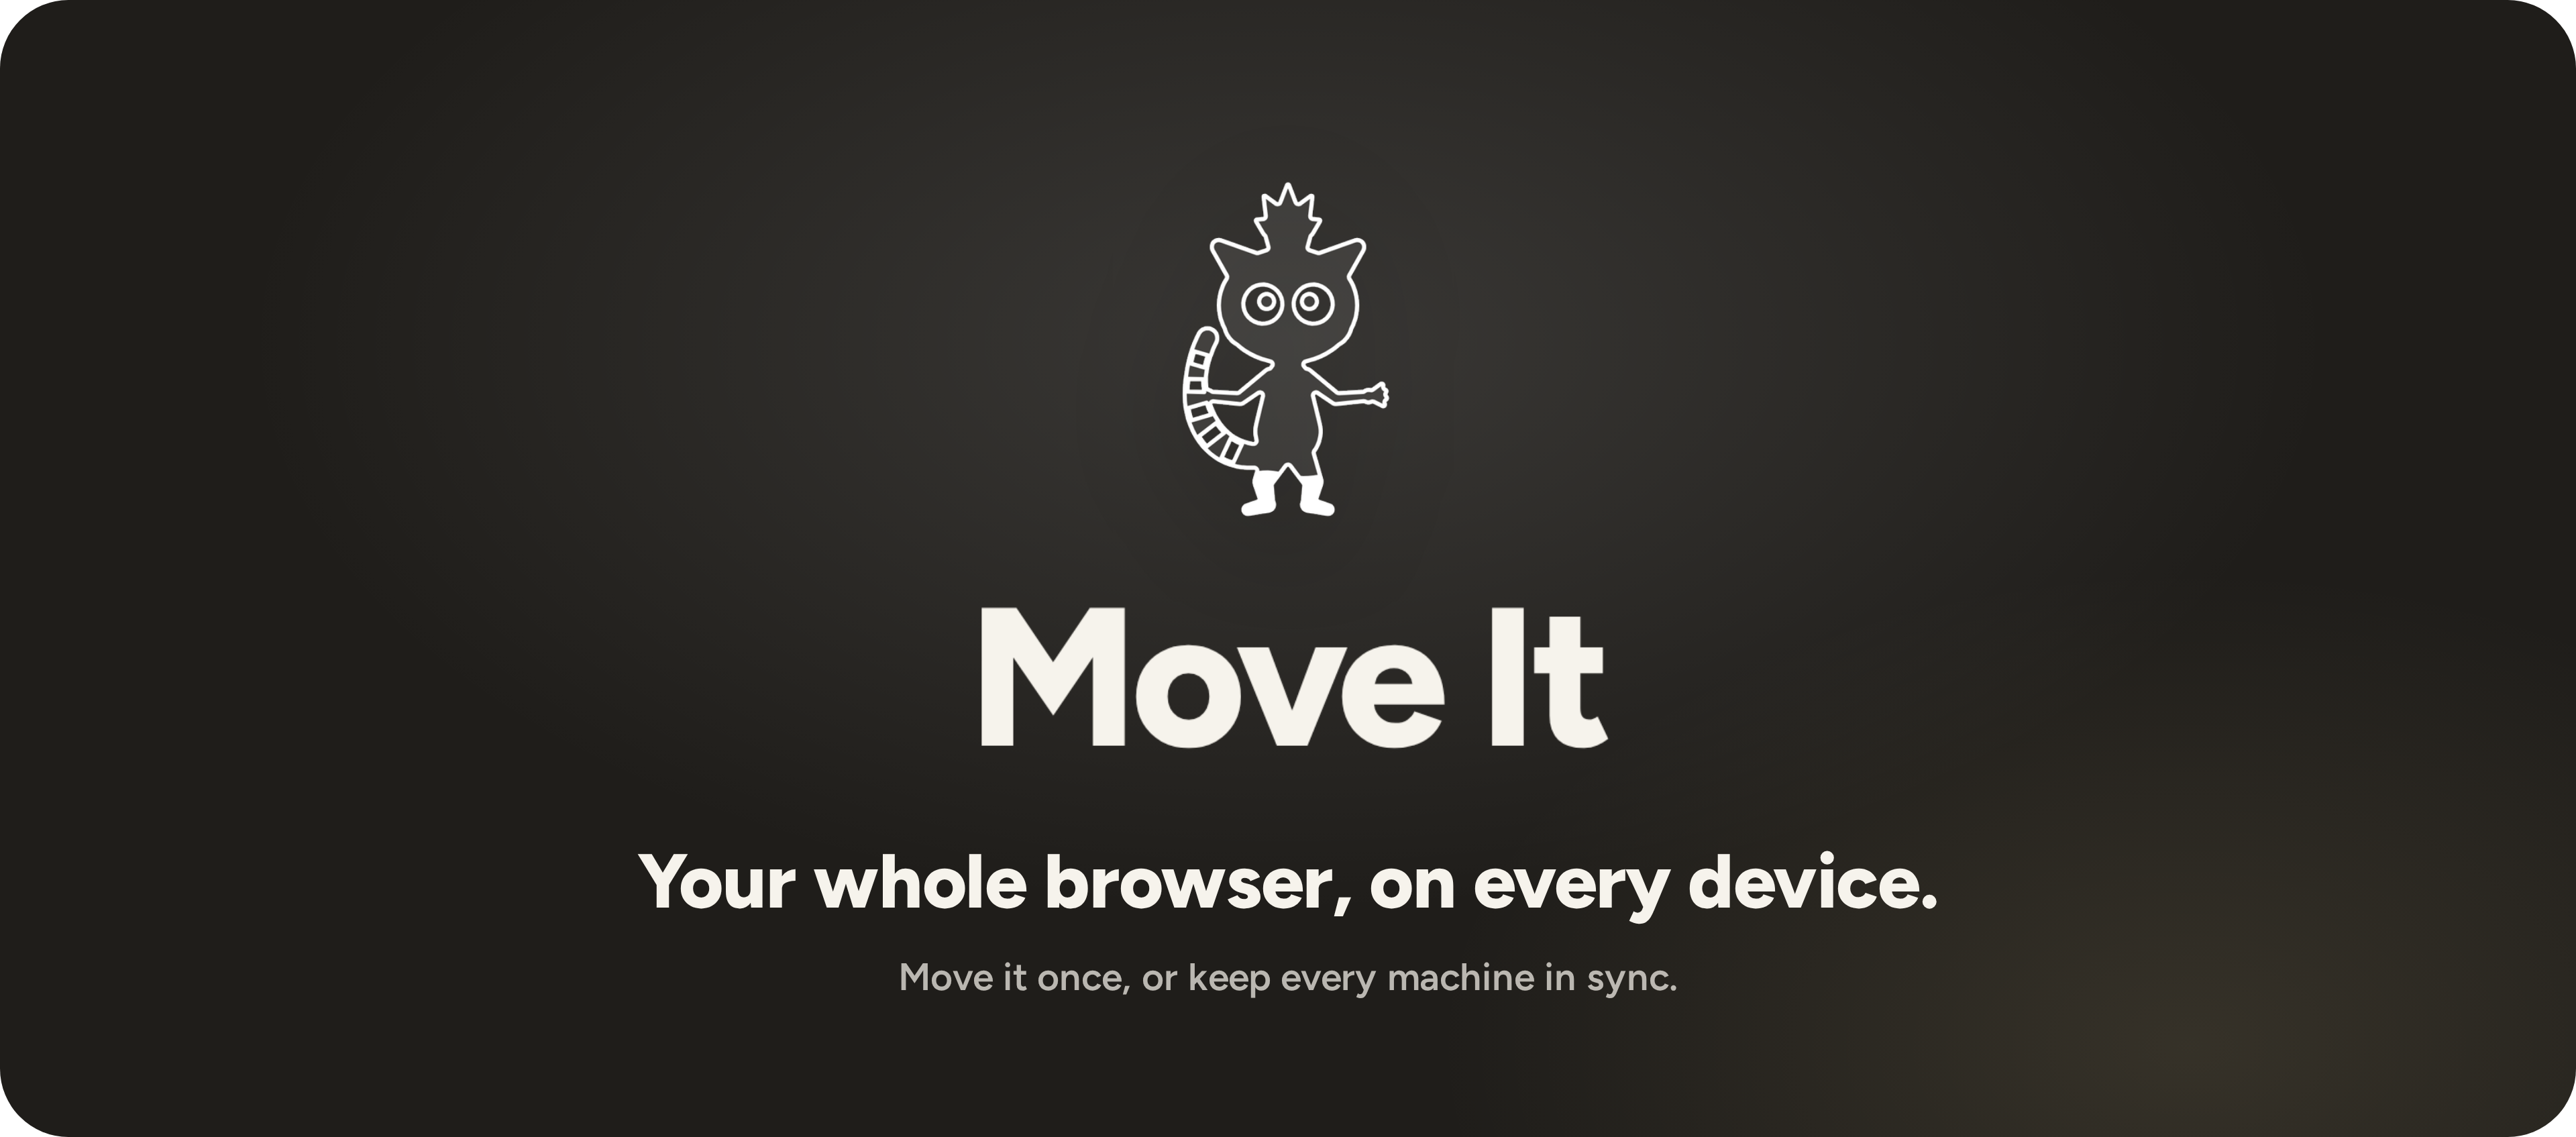 Move It
Your whole browser, on every device.
Move it once, or keep every machine in sync.